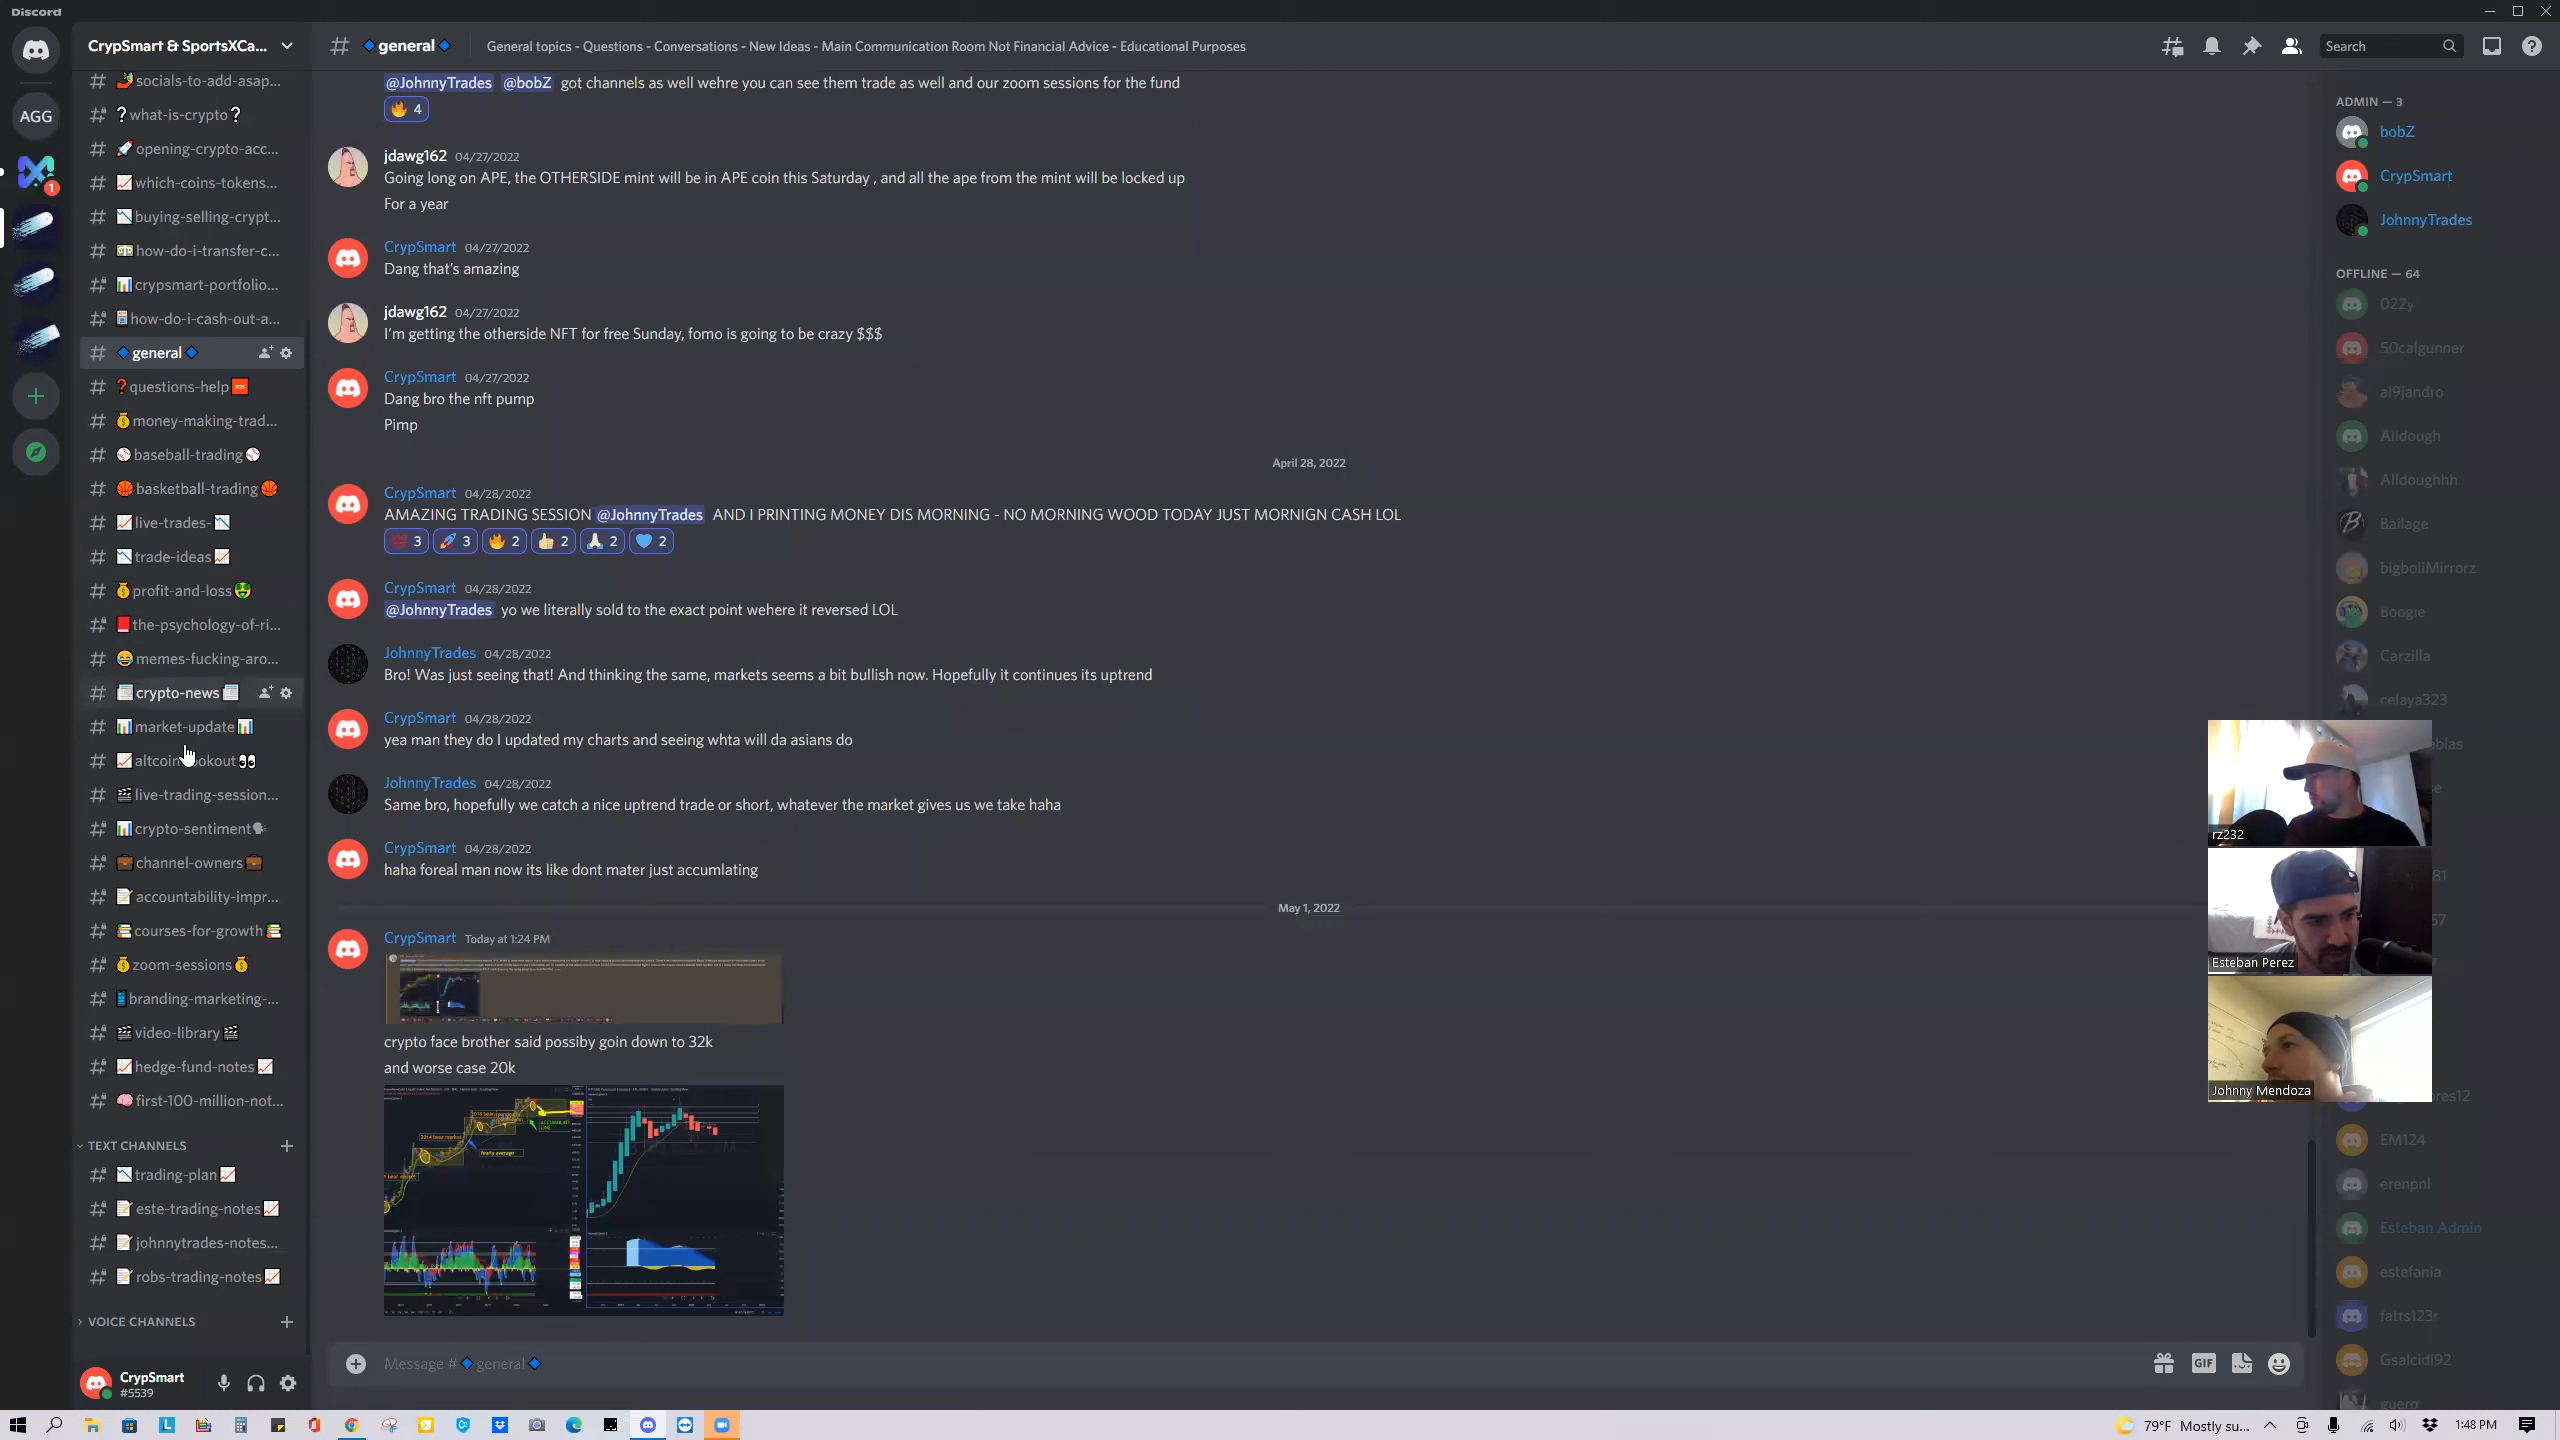 Discord
CrypSmart & SportsXCa...
general
General topics - Questions - Conversations - New Ideas - Main Communication Room Not Financial Advice - Educational Purposes
Search
AGG
1
socials-to-add-asap...
what-is-crypto
opening-crypto-acc...
which-coins-tokens...
buying-selling-crypt...
how-do-i-transfer-c...
crypsmart-portfolio...
how-do-i-cash-out-a...
general
questions-help
money-making-trad...
baseball-trading
basketball-trading
live-trades-
trade-ideas
profit-and-loss
the-psychology-of-ri...
memes-fucking-aro...
crypto-news
market-update
live-trading-session...
crypto-sentiment
channel-owners
accountability-impr...
courses-for-growth
zoom-sessions
branding-marketing-...
video-library
hedge-fund-notes
first-100-million-not...
TEXT CHANNELS
trading-plan
este-trading-notes
johnnytrades-notes...
robs-trading-notes
VOICE CHANNELS
CrypSmart
#5539
@JohnnyTrades @bobZ got channels as well wehre you can see them trade as well and our zoom sessions for the fund
4
jdawg162 04/27/2022
Going long on APE, the OTHERSIDE mint will be in APE coin this Saturday , and all the ape from the mint will be locked up
For a year
CrypSmart 04/27/2022
Dang that's amazing
jdawg162 04/27/2022
I'm getting the otherside NFT for free Sunday, fomo is going to be crazy $$$
CrypSmart 04/27/2022
Dang bro the nft pump
Pimp
April 28, 2022
CrypSmart 04/28/2022
AMAZING TRADING SESSION @JohnnyTrades AND I PRINTING MONEY DIS MORNING - NO MORNING WOOD TODAY JUST MORNIGN CASH LOL
3 3 2 2 2 2
CrypSmart 04/28/2022
@JohnnyTrades yo we literally sold to the exact point wehere it reversed LOL
JohnnyTrades 04/28/2022
Bro! Was just seeing that! And thinking the same, markets seems a bit bullish now. Hopefully it continues its uptrend
CrypSmart 04/28/2022
yea man they do I updated my charts and seeing whta will da asians do
JohnnyTrades 04/28/2022
Same bro, hopefully we catch a nice uptrend trade or short, whatever the market gives us we take haha
CrypSmart 04/28/2022
haha foreal man now its like dont mater just accumlating
May 1, 2022
CrypSmart Today at 1:24 PM
crypto face brother said possiby goin down to 32k
and worse case 20k
2014 bear market
Yearly average
Message # general
GIF
ADMIN — 3
bobZ
CrypSmart
JohnnyTrades
OFFLINE — 64
022y
50calgunner
al9jandro
Alldough
Alldoughhh
Bailage
bigboiiMirrorz
Boogie
Carzilla
celaya323
EM124
erenpnl
Esteban Admin
estefania
fatts123
Gsalcidi92
guero
rz232
Esteban Perez
Johnny Mendoza
79°F Mostly su...
1:48 PM